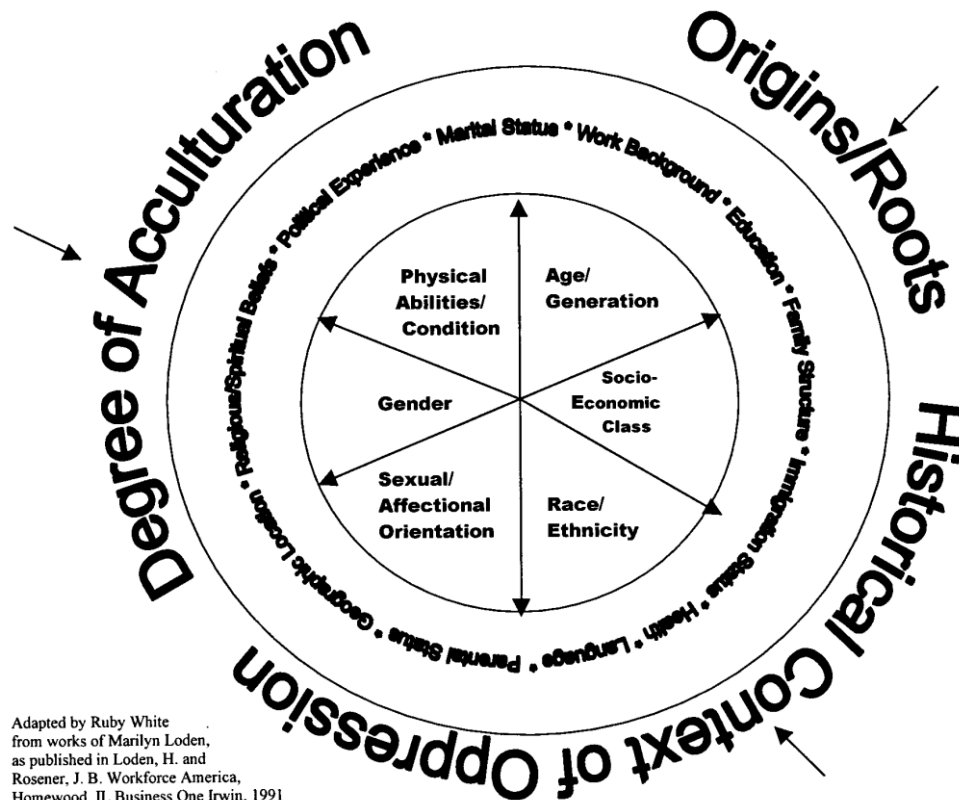 Degree of Acculturation
Origins/Roots
Historical Context of Oppression
Marital Status * Work Background * Education * Family Structure * Immigration Status * Health * Language * Parental Status * Geographic Location * Religious/Spiritual Beliefs * Political Experience *
Physical
Abilities/
Condition
Age/
Generation
Gender
Socio-
Economic
Class
Sexual/
Affectional
Orientation
Race/
Ethnicity
Adapted by Ruby White
from works of Marilyn Loden,
as published in Loden, H. and
Rosener, J. B. Workforce America,
Homewood, IL. Business One Irwin, 1991